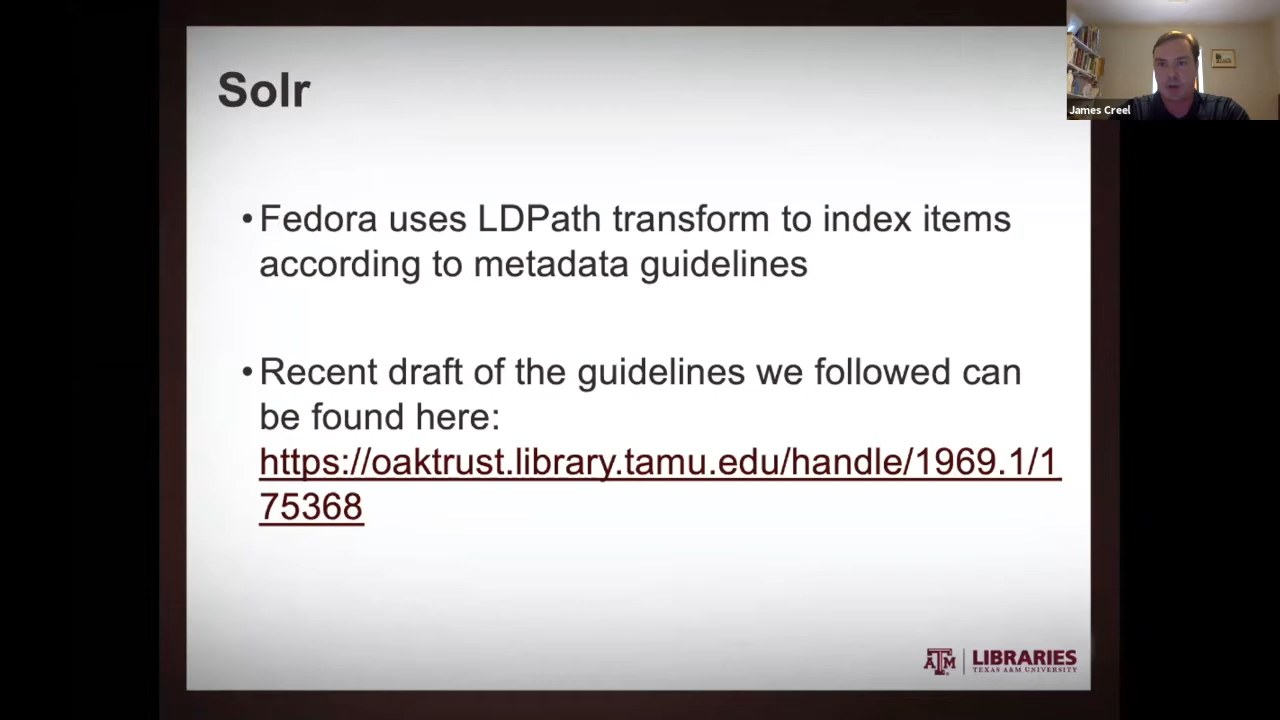 Solr
•Fedora uses LDPath transform to index items
according to metadata guidelines
•Recent draft of the guidelines we followed can
be found here:
https://oaktrust.library.tamu.edu/handle/1969.1/1
75368
James Creel
ATM
LIBRARIES
TEXAS A&M UNIVERSITY